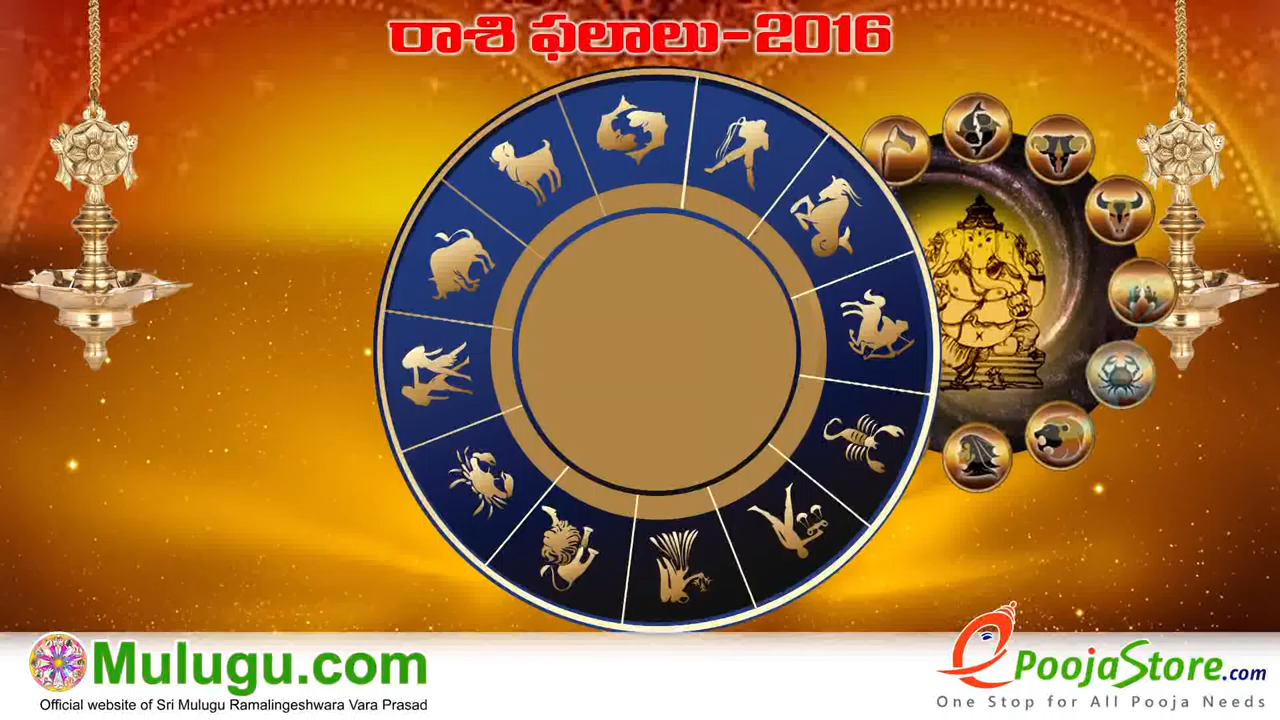 రాశి ఫలాలు-2016
Mulugu.com
Official website of Sri Mulugu Ramalingeshwara Vara Prasad
ePoojaStore.com
One Stop for All Pooja Needs